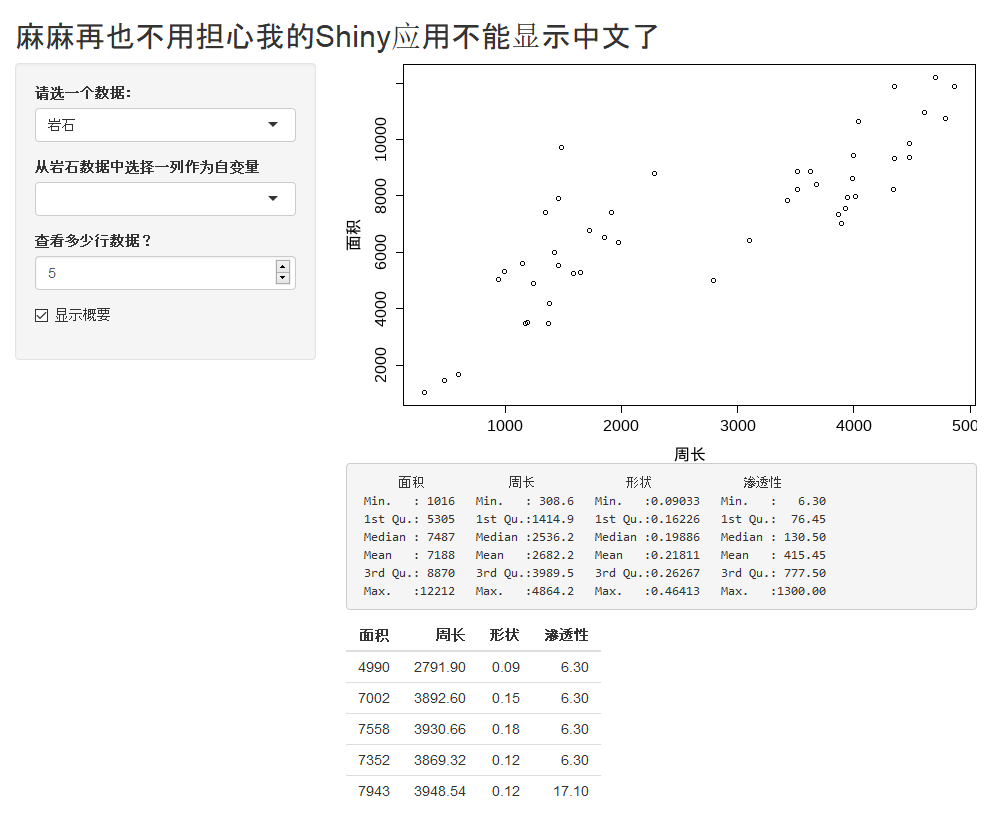 麻麻再也不用担心我的Shiny应用不能显示中文了
请选一个数据：
岩石
从岩石数据中选择一列作为自变量
查看多少行数据？
5
显示概要
面积
2000 4000 6000 8000 10000
1000 2000 3000 4000 500
周长
面积 周长 形状 滲透性
Min.   : 1016   Min.   : 308.6   Min.   :0.09033   Min.   :   6.30
1st Qu.: 5305   1st Qu.:1414.9   1st Qu.:0.16226   1st Qu.:  76.45
Median : 7487   Median :2536.2   Median :0.19886   Median : 130.50
Mean   : 7188   Mean   :2682.2   Mean   :0.21811   Mean   : 415.45
3rd Qu.: 8870   3rd Qu.:3989.5   3rd Qu.:0.26267   3rd Qu.: 777.50
Max.   :12212   Max.   :4864.2   Max.   :0.46413   Max.   :1300.00
面积 周长 形状 滲透性
4990 2791.90 0.09 6.30
7002 3892.60 0.15 6.30
7558 3930.66 0.18 6.30
7352 3869.32 0.12 6.30
7943 3948.54 0.12 17.10